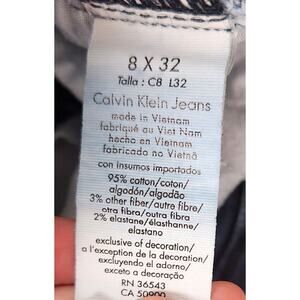 8 X 32
Talla : C8 L32
Calvin Klein Jeans
made in Vietnam
fabriqué au Viet Nam
hecho en Vietnam
fabricado no Vietnã
con insumos importados
95% cotton/coton/
algodón/algodão
3% other fiber/autre fibre/
otra fibra/outra fibra
2% elastane/élasthanne/
elastano
exclusive of decoration/
a l'exception de la decoration/
excluyendo el adorno/
exceto a decoração
RN 36543
CA